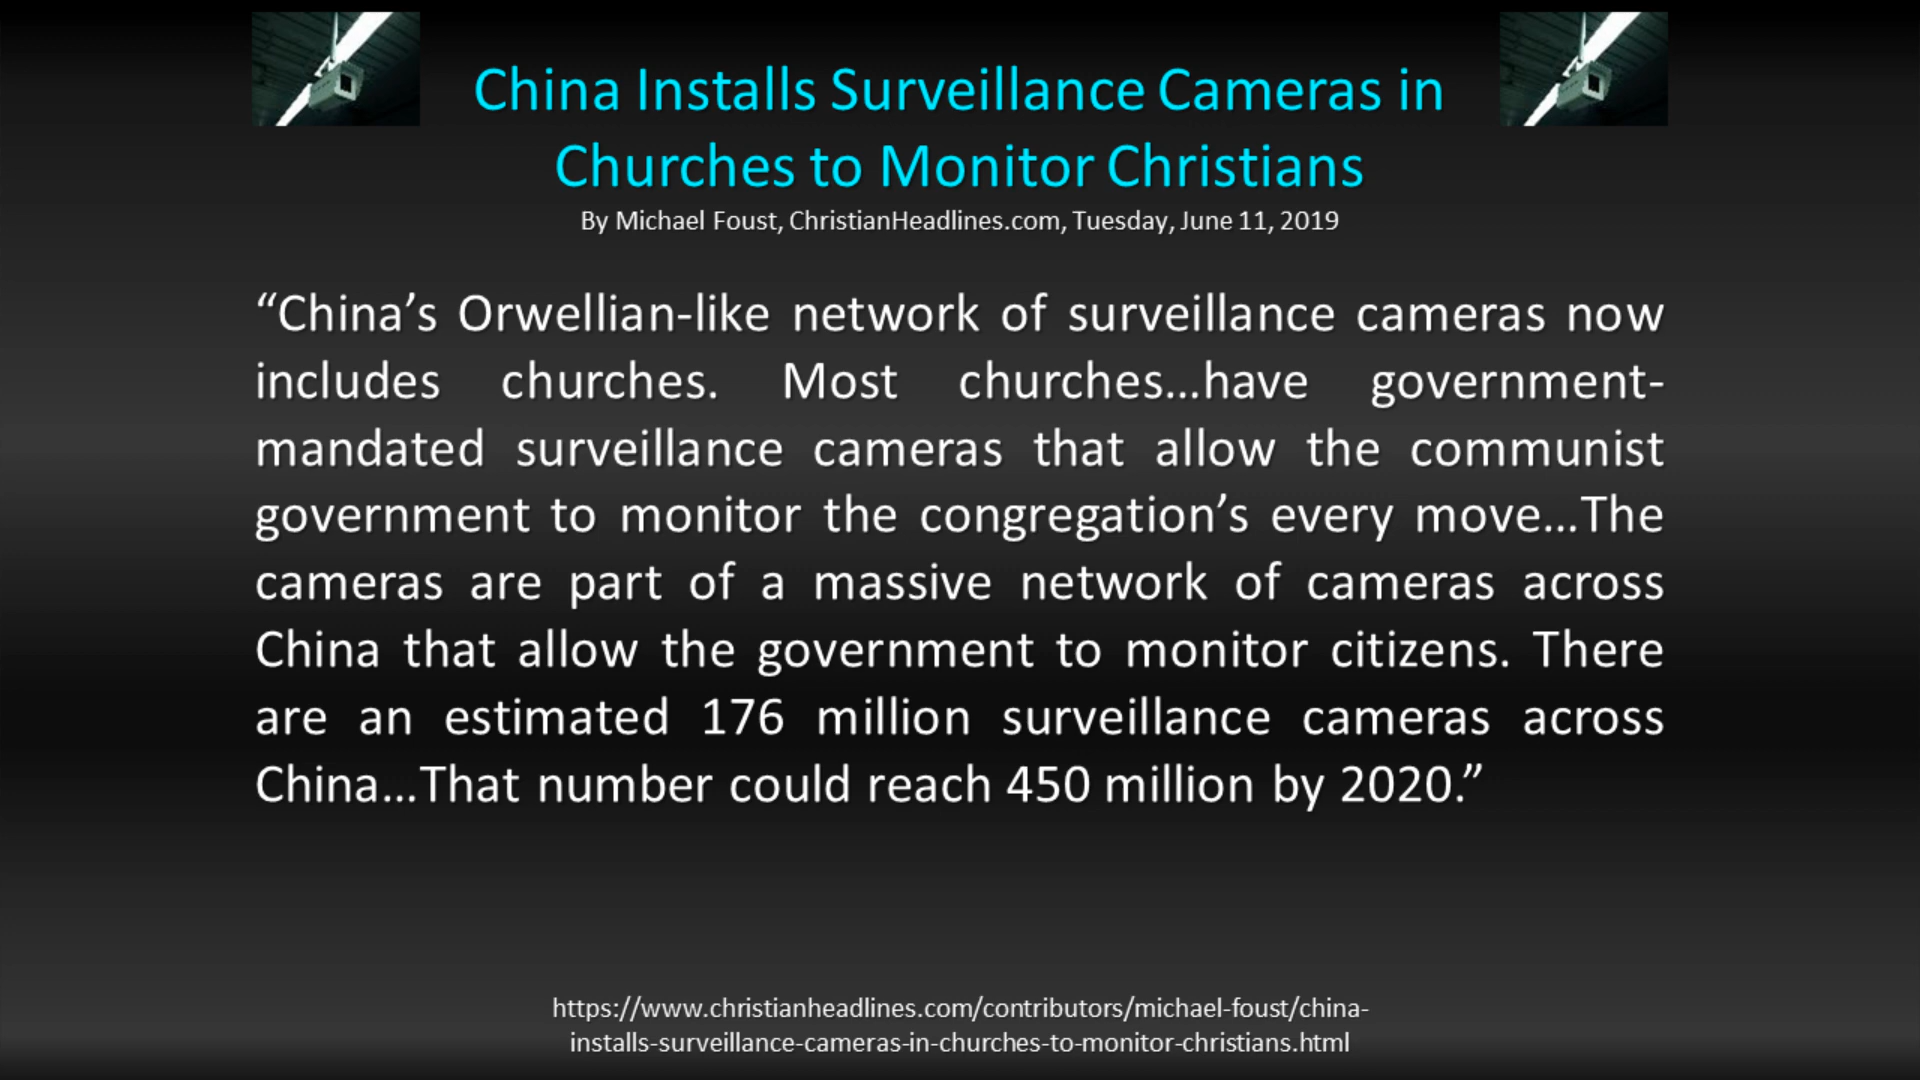 China Installs Surveillance Cameras in
Churches to Monitor Christians
By Michael Foust, ChristianHeadlines.com, Tuesday, June 11, 2019
“China’s Orwellian-like network of surveillance cameras now
includes churches. Most churches…have government-
mandated surveillance cameras that allow the communist
government to monitor the congregation’s every move…The
cameras are part of a massive network of cameras across
China that allow the government to monitor citizens. There
are an estimated 176 million surveillance cameras across
China…That number could reach 450 million by 2020.”
https://www.christianheadlines.com/contributors/michael-foust/china-
installs-surveillance-cameras-in-churches-to-monitor-christians.html